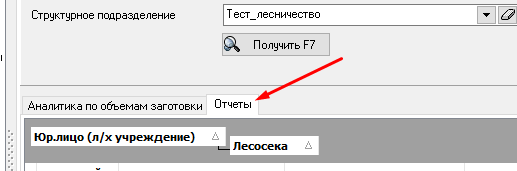 Структурное подразделение
Тест_лесничество
Получить F7
Аналитика по объемам заготовки
Отчеты
Юр.лицо (л/х учреждение)
Лесосека